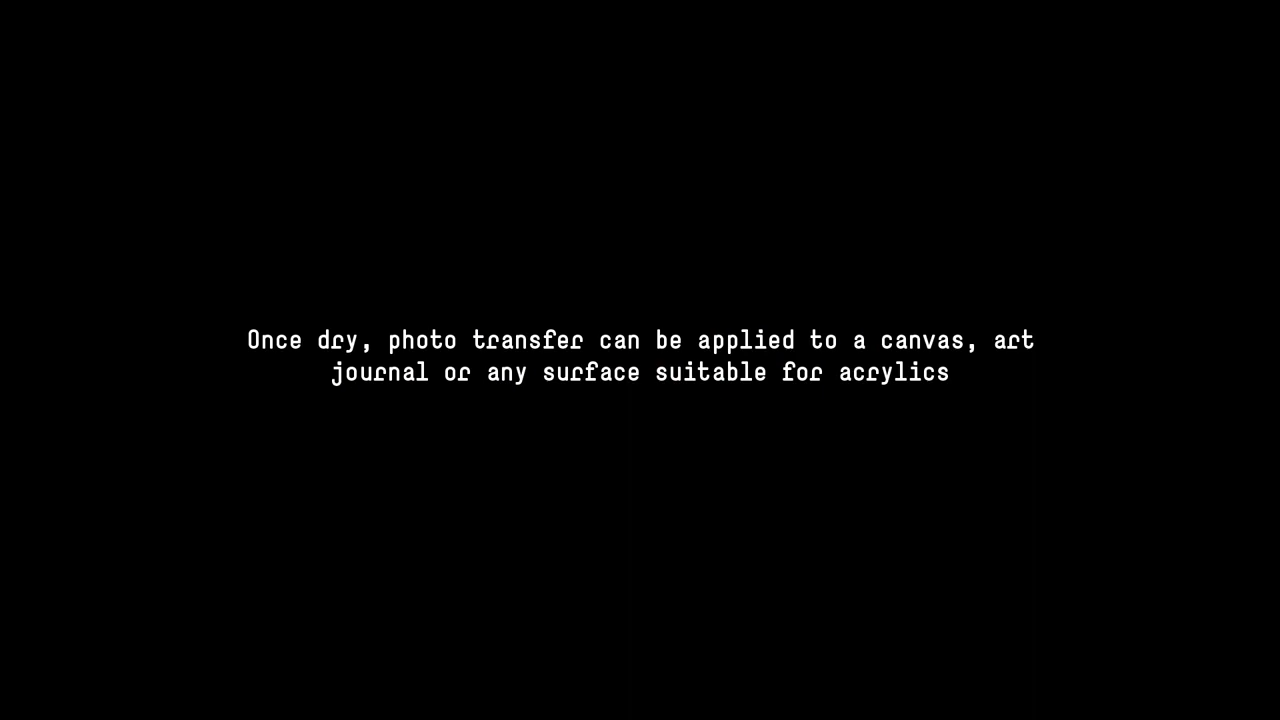 Once dry, photo transfer can be applied to a canvas, art
journal or any surface suitable for acrylics